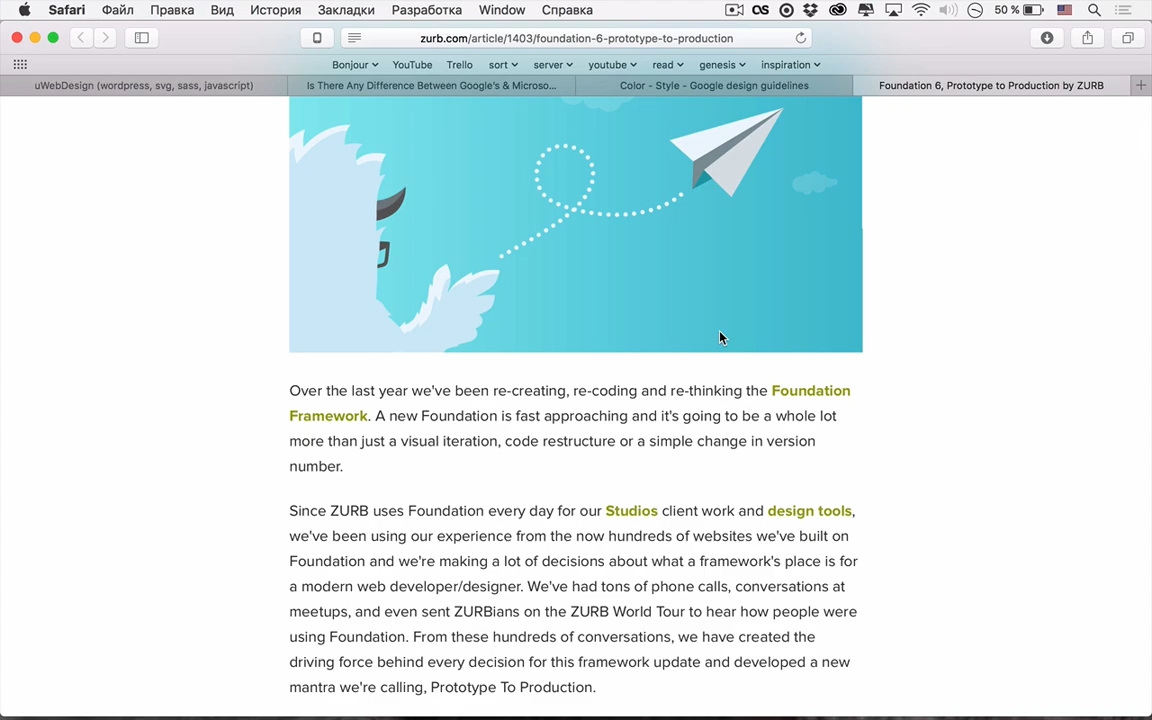 Safari Файл Правка Вид История Закладки Разработка Window Справка 50 %
zurb.com/article/1403/foundation-6-prototype-to-production
Bonjour YouTube Trello sort server youtube read genesis inspiration
uWebDesign (wordpress, svg, sass, javascript) Is There Any Difference Between Google's & Microso... Color - Style - Google design guidelines Foundation 6, Prototype to Production by ZURB
Over the last year we've been re-creating, re-coding and re-thinking the Foundation
Framework. A new Foundation is fast approaching and it's going to be a whole lot
more than just a visual iteration, code restructure or a simple change in version
number.
Since ZURB uses Foundation every day for our Studios client work and design tools,
we've been using our experience from the now hundreds of websites we've built on
Foundation and we're making a lot of decisions about what a framework's place is for
a modern web developer/designer. We've had tons of phone calls, conversations at
meetups, and even sent ZURBians on the ZURB World Tour to hear how people were
using Foundation. From these hundreds of conversations, we have created the
driving force behind every decision for this framework update and developed a new
mantra we're calling, Prototype To Production.